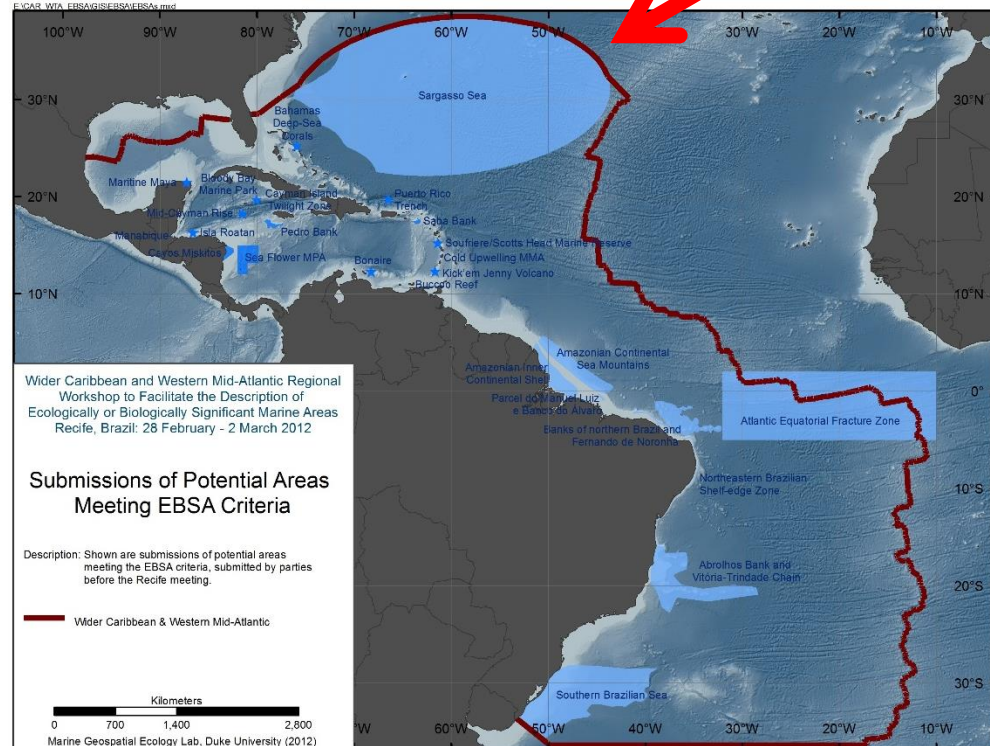 E:\CAR_WTA_EBSA\GIS\EBSA\EBSAs.mxd
100°W 90°W 80°W 70°W 60°W 50°W 30°W 20°W 10°W
30°N 30°N
Sargasso Sea
Bahamas
Deep-Sea
Corals
20°N 20°N
Maritine Maya
Bloody Bay
Marine Park
Cayman Island
Twilight Zone
Puerto Rico
Trench
Mid-Cayman Rise
Saba Bank
Manabique
Isla Roatan
Pedro Bank
Soufriere/Scotts Head Marine Reserve
Cayos Miskitos
Sea Flower MPA
Bonaire
Cold Upwelling MMA
Kick'em Jenny Volcano
Buccoo Reef
10°N 10°N
Amazonian Continental
Sea Mountains
Amazonian Inner
Continental Shelf
Parcel do Manuel Luiz
e Banco do Álvaro
0°
Atlantic Equatorial Fracture Zone
Banks of northern Brazil and
Fernando de Noronha
Northeastern Brazilian
Shelf-edge Zone
10°S
Abrolhos Bank and
Vitória-Trindade Chain
20°S
Southern Brazilian Sea
30°S
50°W 40°W 30°W 20°W 10°W
Wider Caribbean and Western Mid-Atlantic Regional
Workshop to Facilitate the Description of
Ecologically or Biologically Significant Marine Areas
Recife, Brazil: 28 February - 2 March 2012
Submissions of Potential Areas
Meeting EBSA Criteria
Description: Shown are submissions of potential areas
meeting the EBSA criteria, submitted by parties
before the Recife meeting.
Wider Caribbean & Western Mid-Atlantic
Kilometers
0 700 1,400 2,800
Marine Geospatial Ecology Lab, Duke University (2012)